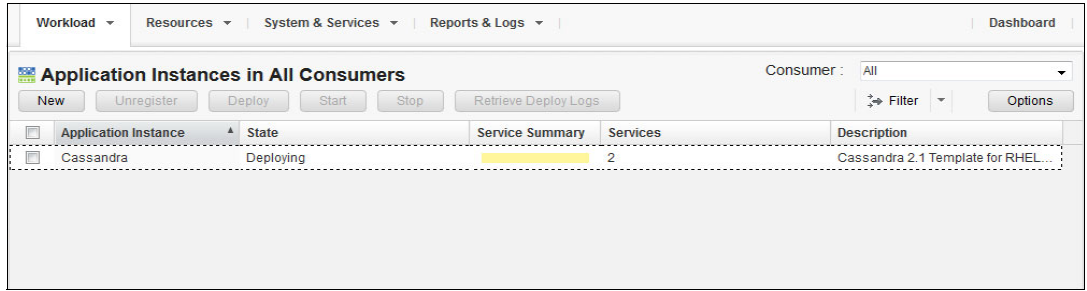 Workload Resources System & Services Reports & Logs Dashboard
Application Instances in All Consumers Consumer : All
New Unregister Deploy Start Stop Retrieve Deploy Logs Filter Options
Application Instance State Service Summary Services Description
Cassandra Deploying 2 Cassandra 2.1 Template for RHEL...